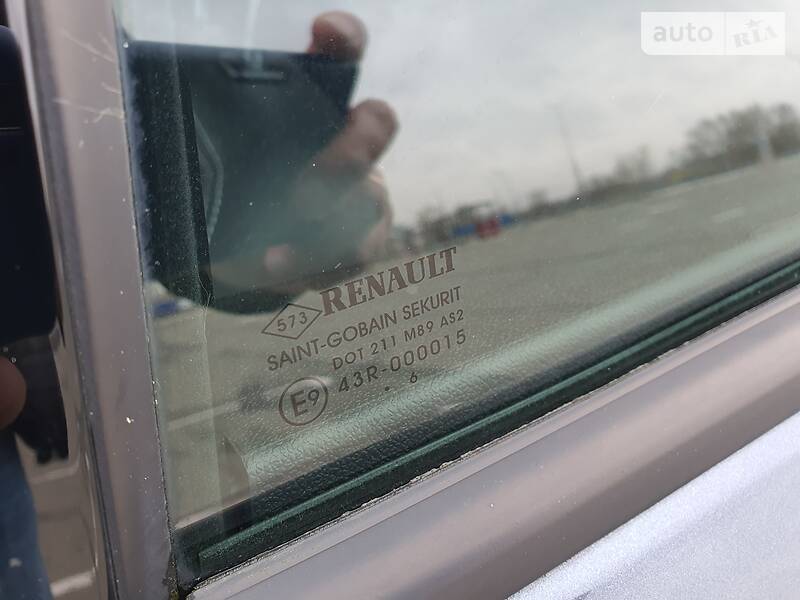 auto RIA
573 RENAULT
SAINT-GOBAIN SEKURIT
DOT 211 M89 AS2
E9 43R-000015
. 6